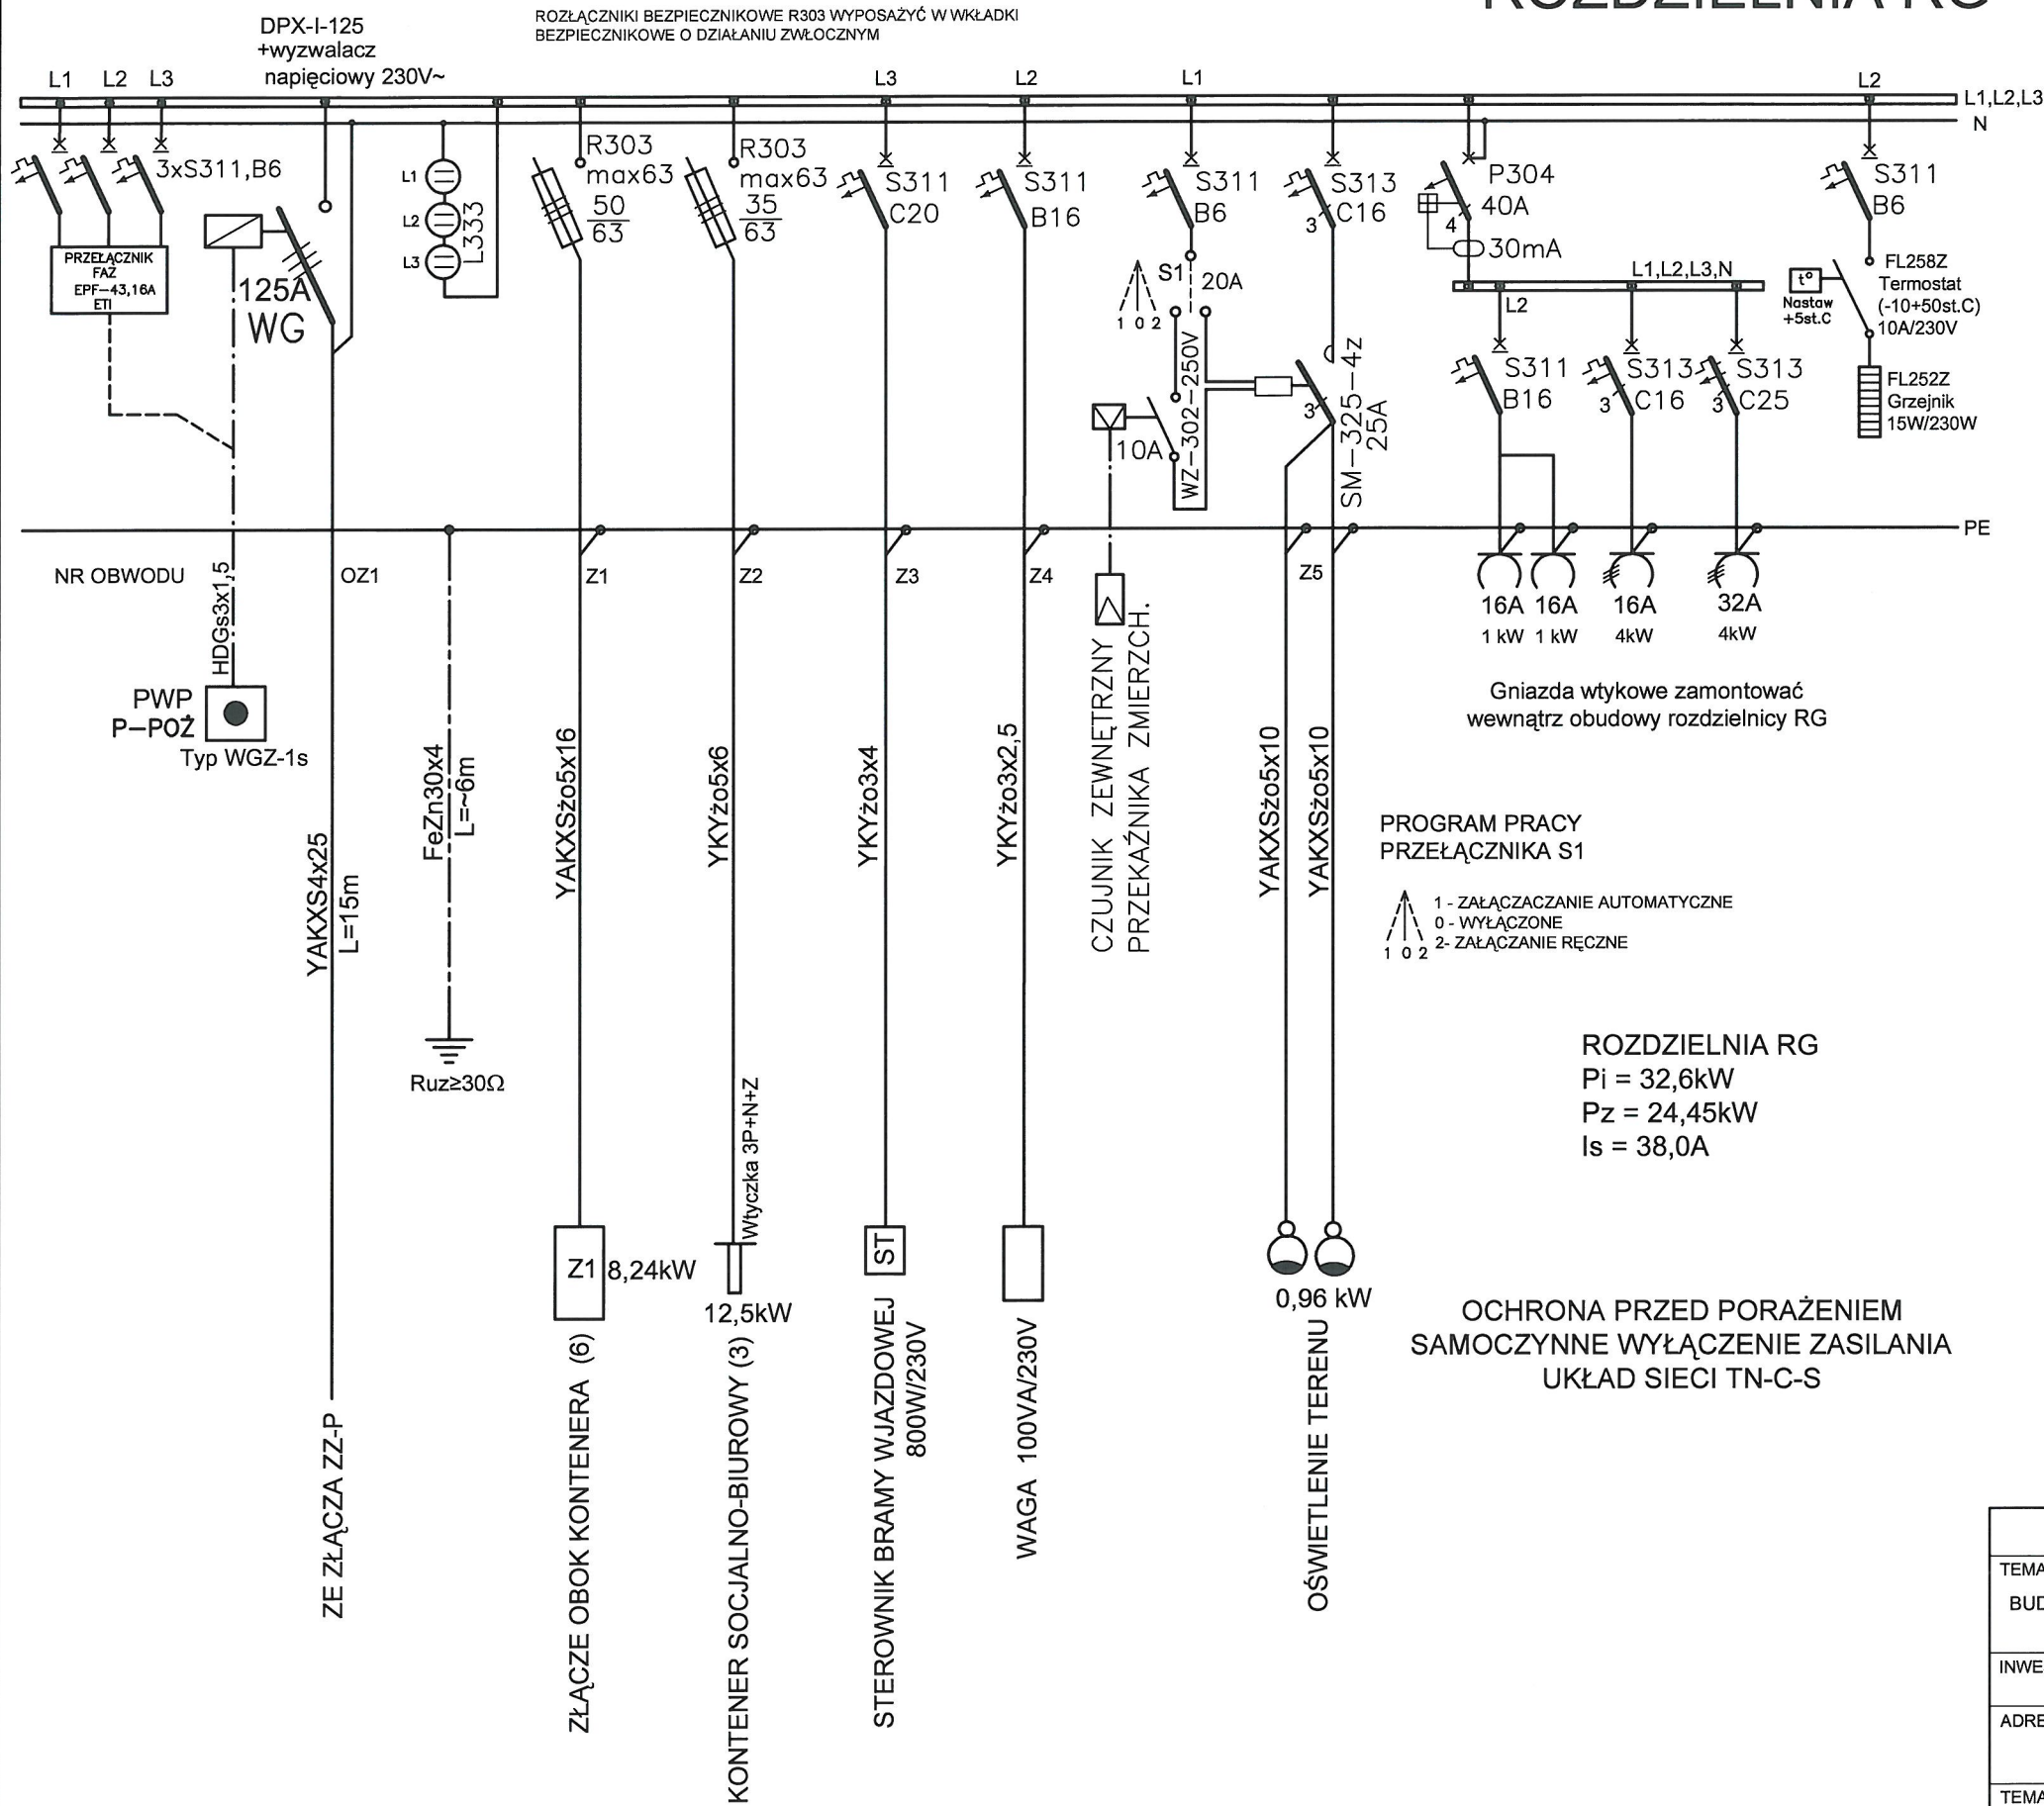 ROZDZIELNIA RG
DPX-I-125
+wyzwalacz
napięciowy 230V~
ROZŁĄCZNIKI BEZPIECZNIKOWE R303 WYPOSAŻYĆ W WKŁADKI
BEZPIECZNIKOWE O DZIAŁANIU ZWŁOCZNYM
L1 L2 L3
L3
L2
L1
L2
L1,L2,L3
N
3xS311,B6
PRZEŁĄCZNIK
FAZ
EPF-43,16A
ETI
125A
WG
L1
L2
L3
L333
R303
max63
50
63
R303
max63
35
63
S311
C20
S311
B16
S311
B6
S1
20A
1 0 2
10A
WZ-302-250V
S313
3 C16
3
SM-325-4z
25A
P304
40A
4
30mA
L1,L2,L3,N
L2
S311
B16
S313
3 C16
S313
3 C25
S311
B6
t°
Nastaw
+5st.C
FL258Z
Termostat
(-10+50st.C)
10A/230V
FL252Z
Grzejnik
15W/230W
PE
NR OBWODU
OZ1
Z1
Z2
Z3
Z4
Z5
16A 16A 16A 32A
1 kW 1 kW 4kW 4kW
Gniazda wtykowe zamontować
wewnątrz obudowy rozdzielnicy RG
HDGs3x1,5
PWP
P-POŻ
Typ WGZ-1s
YAKXS4x25
L=15m
FeZn30x4
L=~6m
Ruz≥30Ω
YAKXSżo5x16
YKYżo5x6
YKYżo3x4
YKYżo3x2,5
CZUJNIK ZEWNĘTRZNY
PRZEKAŹNIKA ZMIERZCH.
YAKXSżo5x10
YAKXSżo5x10
PROGRAM PRACY
PRZEŁĄCZNIKA S1
1 - ZAŁĄCZACZANIE AUTOMATYCZNE
0 - WYŁĄCZONE
2- ZAŁĄCZANIE RĘCZNE
1 0 2
ROZDZIELNIA RG
Pi = 32,6kW
Pz = 24,45kW
Is = 38,0A
Wtyczka 3P+N+Z
Z1
8,24kW
12,5kW
ST
0,96 kW
OCHRONA PRZED PORAŻENIEM
SAMOCZYNNE WYŁĄCZENIE ZASILANIA
UKŁAD SIECI TN-C-S
ZE ZŁĄCZA ZZ-P
ZŁĄCZE OBOK KONTENERA (6)
KONTENER SOCJALNO-BIUROWY (3)
STEROWNIK BRAMY WJAZDOWEJ
800W/230V
WAGA 100VA/230V
OŚWIETLENIE TERENU
TEMA
BUD
INWE
ADRE
TEMA